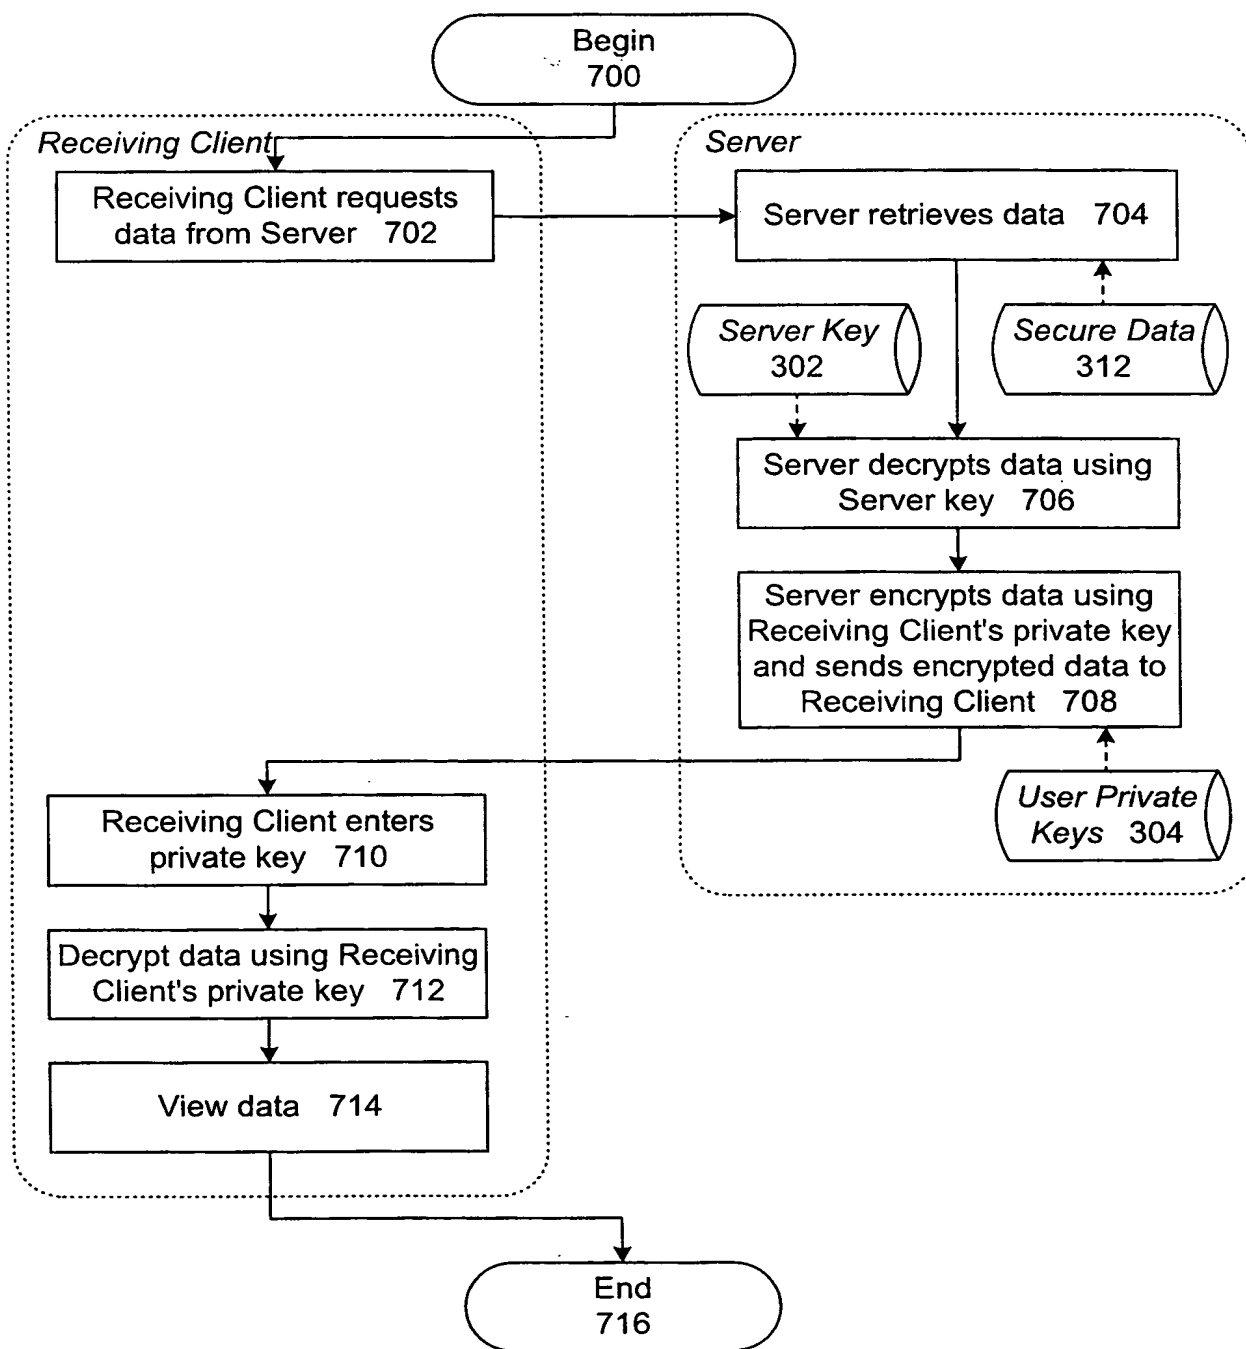 Begin
700
Receiving Client
Receiving Client requests
data from Server 702
Server
Server retrieves data 704
Server Key
302
Secure Data
312
Server decrypts data using
Server key 706
Server encrypts data using
Receiving Client's private key
and sends encrypted data to
Receiving Client 708
User Private
Keys 304
Receiving Client enters
private key 710
Decrypt data using Receiving
Client's private key 712
View data 714
End
716